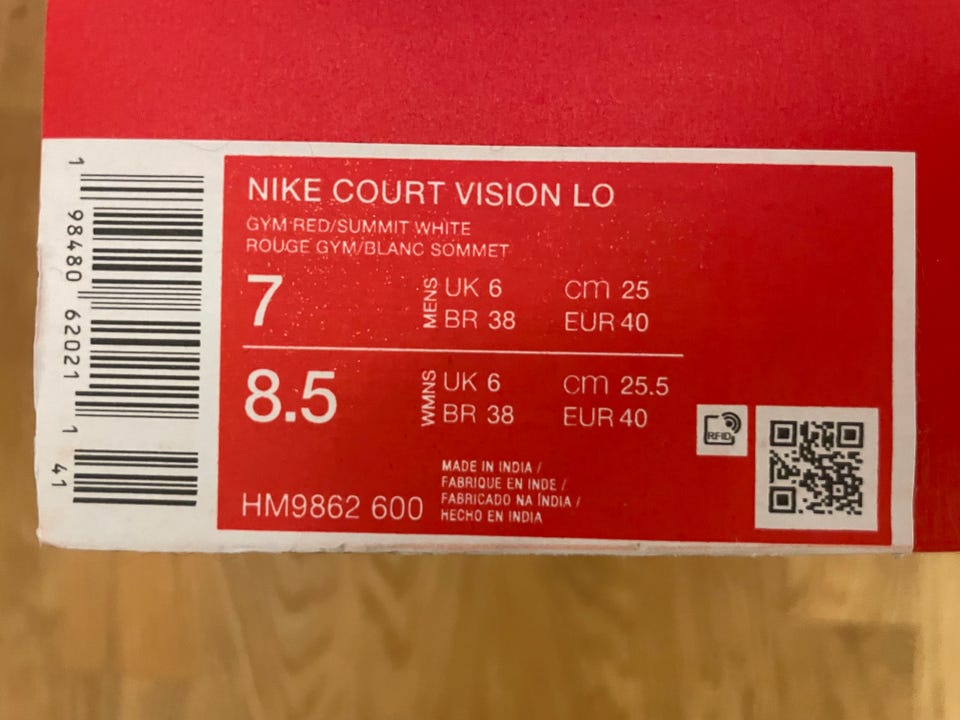 1 98480 62021 1 41
NIKE COURT VISION LO
GYM RED/SUMMIT WHITE
ROUGE GYM/BLANC SOMMET
7 MENS UK 6 cm 25
BR 38 EUR 40
8.5 WMNS UK 6 cm 25.5
BR 38 EUR 40
RFID
HM9862 600
MADE IN INDIA /
FABRIQUE EN INDE /
FABRICADO NA ÍNDIA /
HECHO EN INDIA